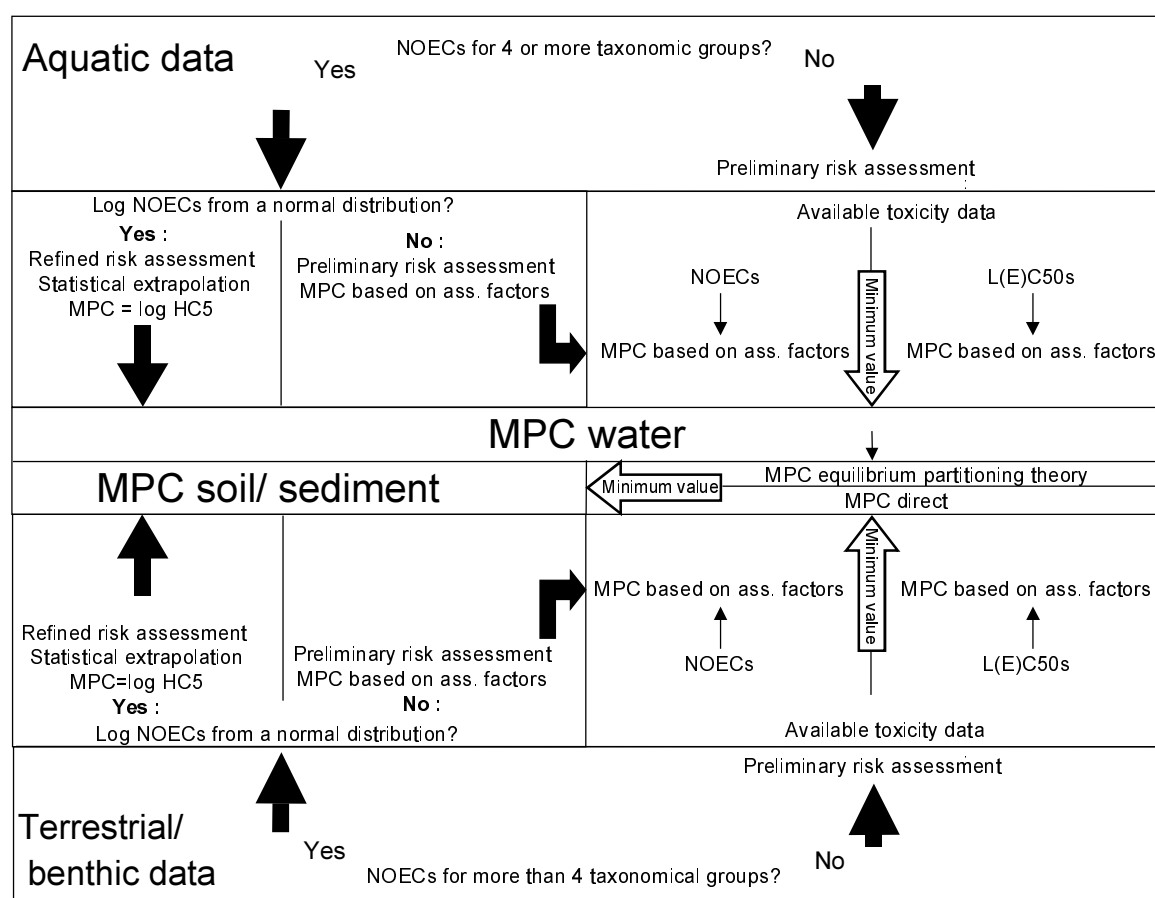 Aquatic data
NOECs for 4 or more taxonomic groups?
Yes
No
Preliminary risk assessment
Log NOECs from a normal distribution?
Yes :
Refined risk assessment
Statistical extrapolation
MPC = log HC5
No :
Preliminary risk assessment
MPC based on ass. factors
Available toxicity data
NOECs
L(E)C50s
Minimum value
MPC based on ass. factors
MPC based on ass. factors
MPC water
MPC soil/ sediment
Minimum value
MPC equilibrium partitioning theory
MPC direct
MPC based on ass. factors
Minimum value
MPC based on ass. factors
NOECs
L(E)C50s
Refined risk assessment
Statistical extrapolation
MPC=log HC5
Yes :
Preliminary risk assessment
MPC based on ass. factors
No :
Log NOECs from a normal distribution?
Available toxicity data
Preliminary risk assessment
Terrestrial/
benthic data
Yes
No
NOECs for more than 4 taxonomical groups?